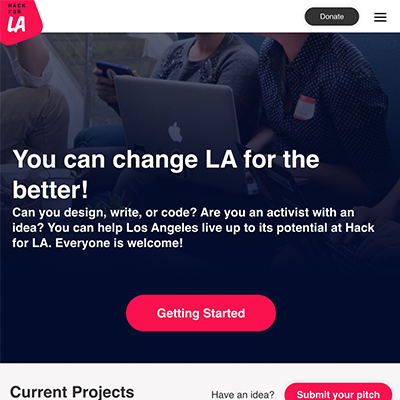 HACK
FOR
LA
Donate
You can change LA for the
better!
Can you design, write, or code? Are you an activist with an
idea? You can help Los Angeles live up to its potential at Hack
for LA. Everyone is welcome!
Getting Started
Current Projects
Have an idea?
Submit your pitch